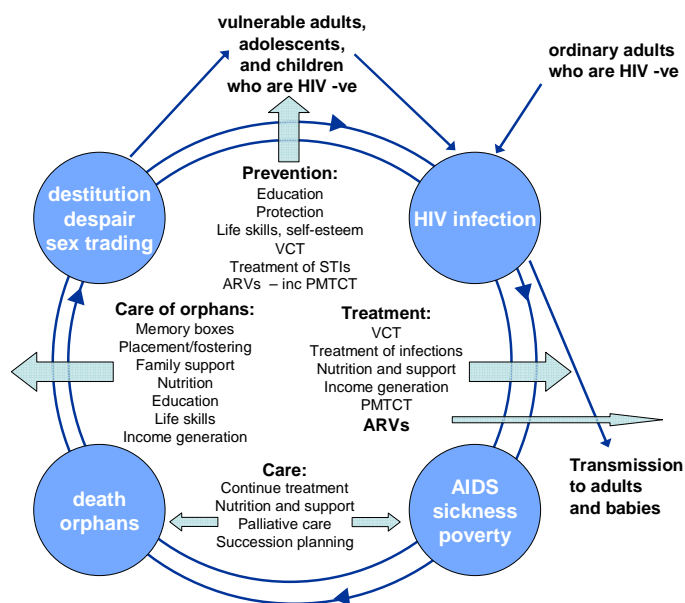 vulnerable adults,
adolescents,
and children
who are HIV -ve
ordinary adults
who are HIV -ve
destitution
despair
sex trading
Prevention:
Education
Protection
Life skills, self-esteem
VCT
Treatment of STIs
ARVs – inc PMTCT
HIV infection
Care of orphans:
Memory boxes
Placement/fostering
Family support
Nutrition
Education
Life skills
Income generation
Treatment:
VCT
Treatment of infections
Nutrition and support
Income generation
PMTCT
ARVs
Transmission
to adults
and babies
death
orphans
Care:
Continue treatment
Nutrition and support
Palliative care
Succession planning
AIDS
sickness
poverty